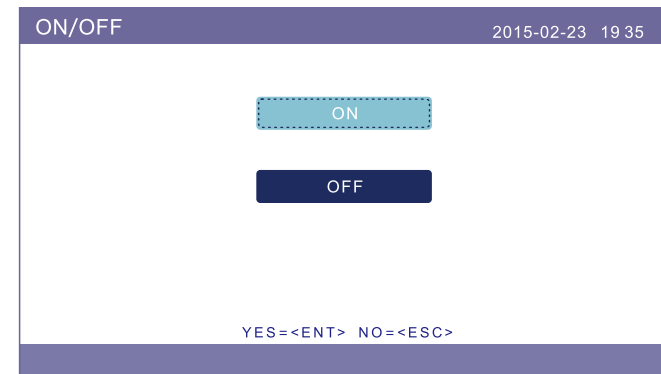 ON/OFF
2015-02-23 19 35
ON
OFF
YES=<ENT> NO=<ESC>